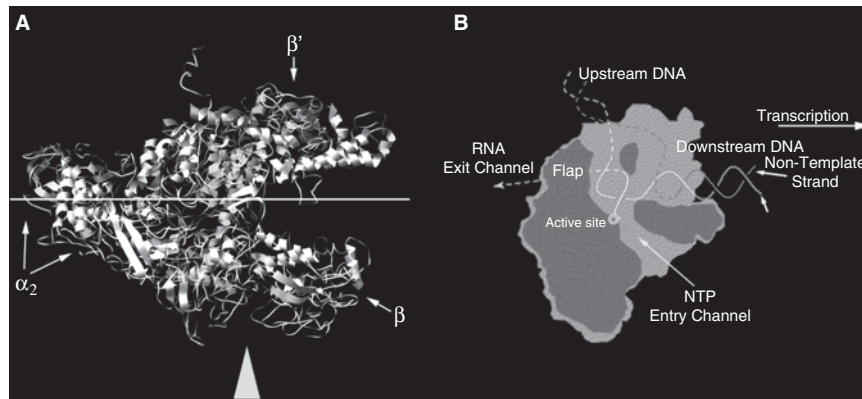 A
β'
α2
β
B
Upstream DNA
Transcription
RNA
Exit Channel
Downstream DNA
Flap
Non-Template
Strand
Active site
NTP
Entry Channel